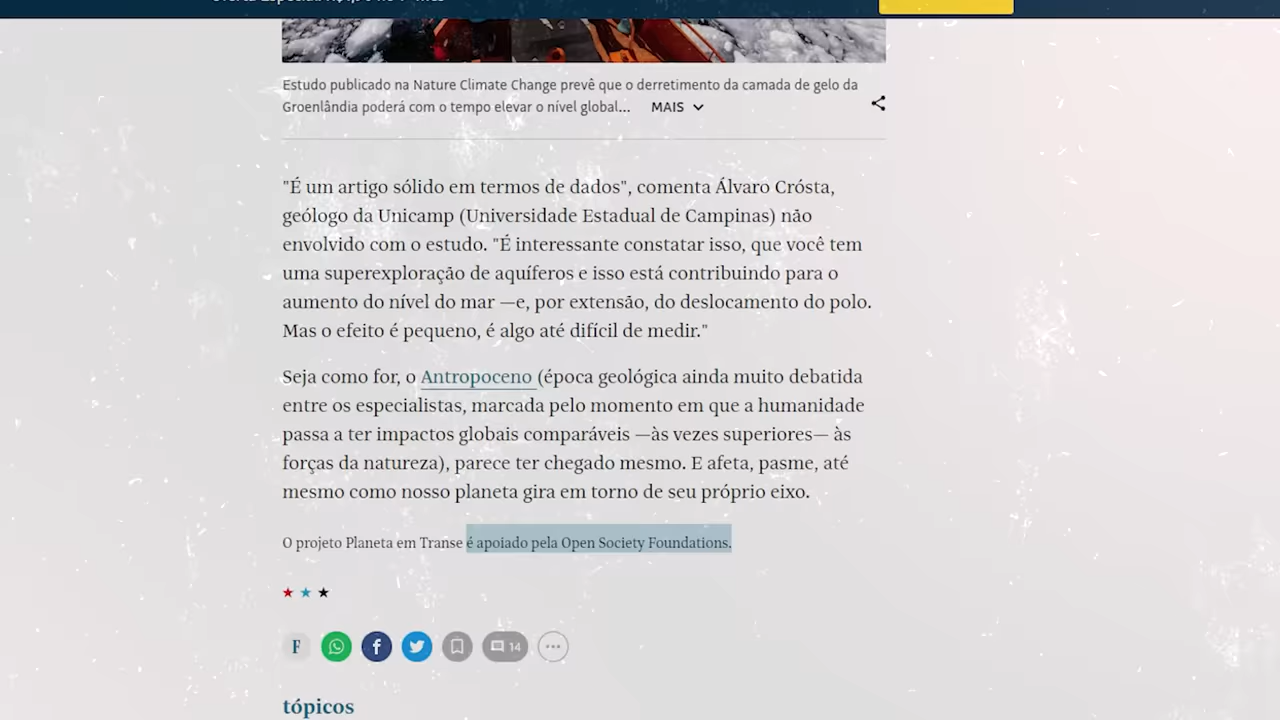 Estudo publicado na Nature Climate Change prevê que o derretimento da camada de gelo da
Groenlândia poderá com o tempo elevar o nível global... MAIS
"É um artigo sólido em termos de dados", comenta Álvaro Crósta,
geólogo da Unicamp (Universidade Estadual de Campinas) não
envolvido com o estudo. "É interessante constatar isso, que você tem
uma superexploração de aquíferos e isso está contribuindo para o
aumento do nível do mar —e, por extensão, do deslocamento do polo.
Mas o efeito é pequeno, é algo até difícil de medir."
Seja como for, o Antropoceno (época geológica ainda muito debatida
entre os especialistas, marcada pelo momento em que a humanidade
passa a ter impactos globais comparáveis —às vezes superiores— às
forças da natureza), parece ter chegado mesmo. E afeta, pasme, até
mesmo como nosso planeta gira em torno de seu próprio eixo.
O projeto Planeta em Transe é apoiado pela Open Society Foundations.
F 14
tópicos